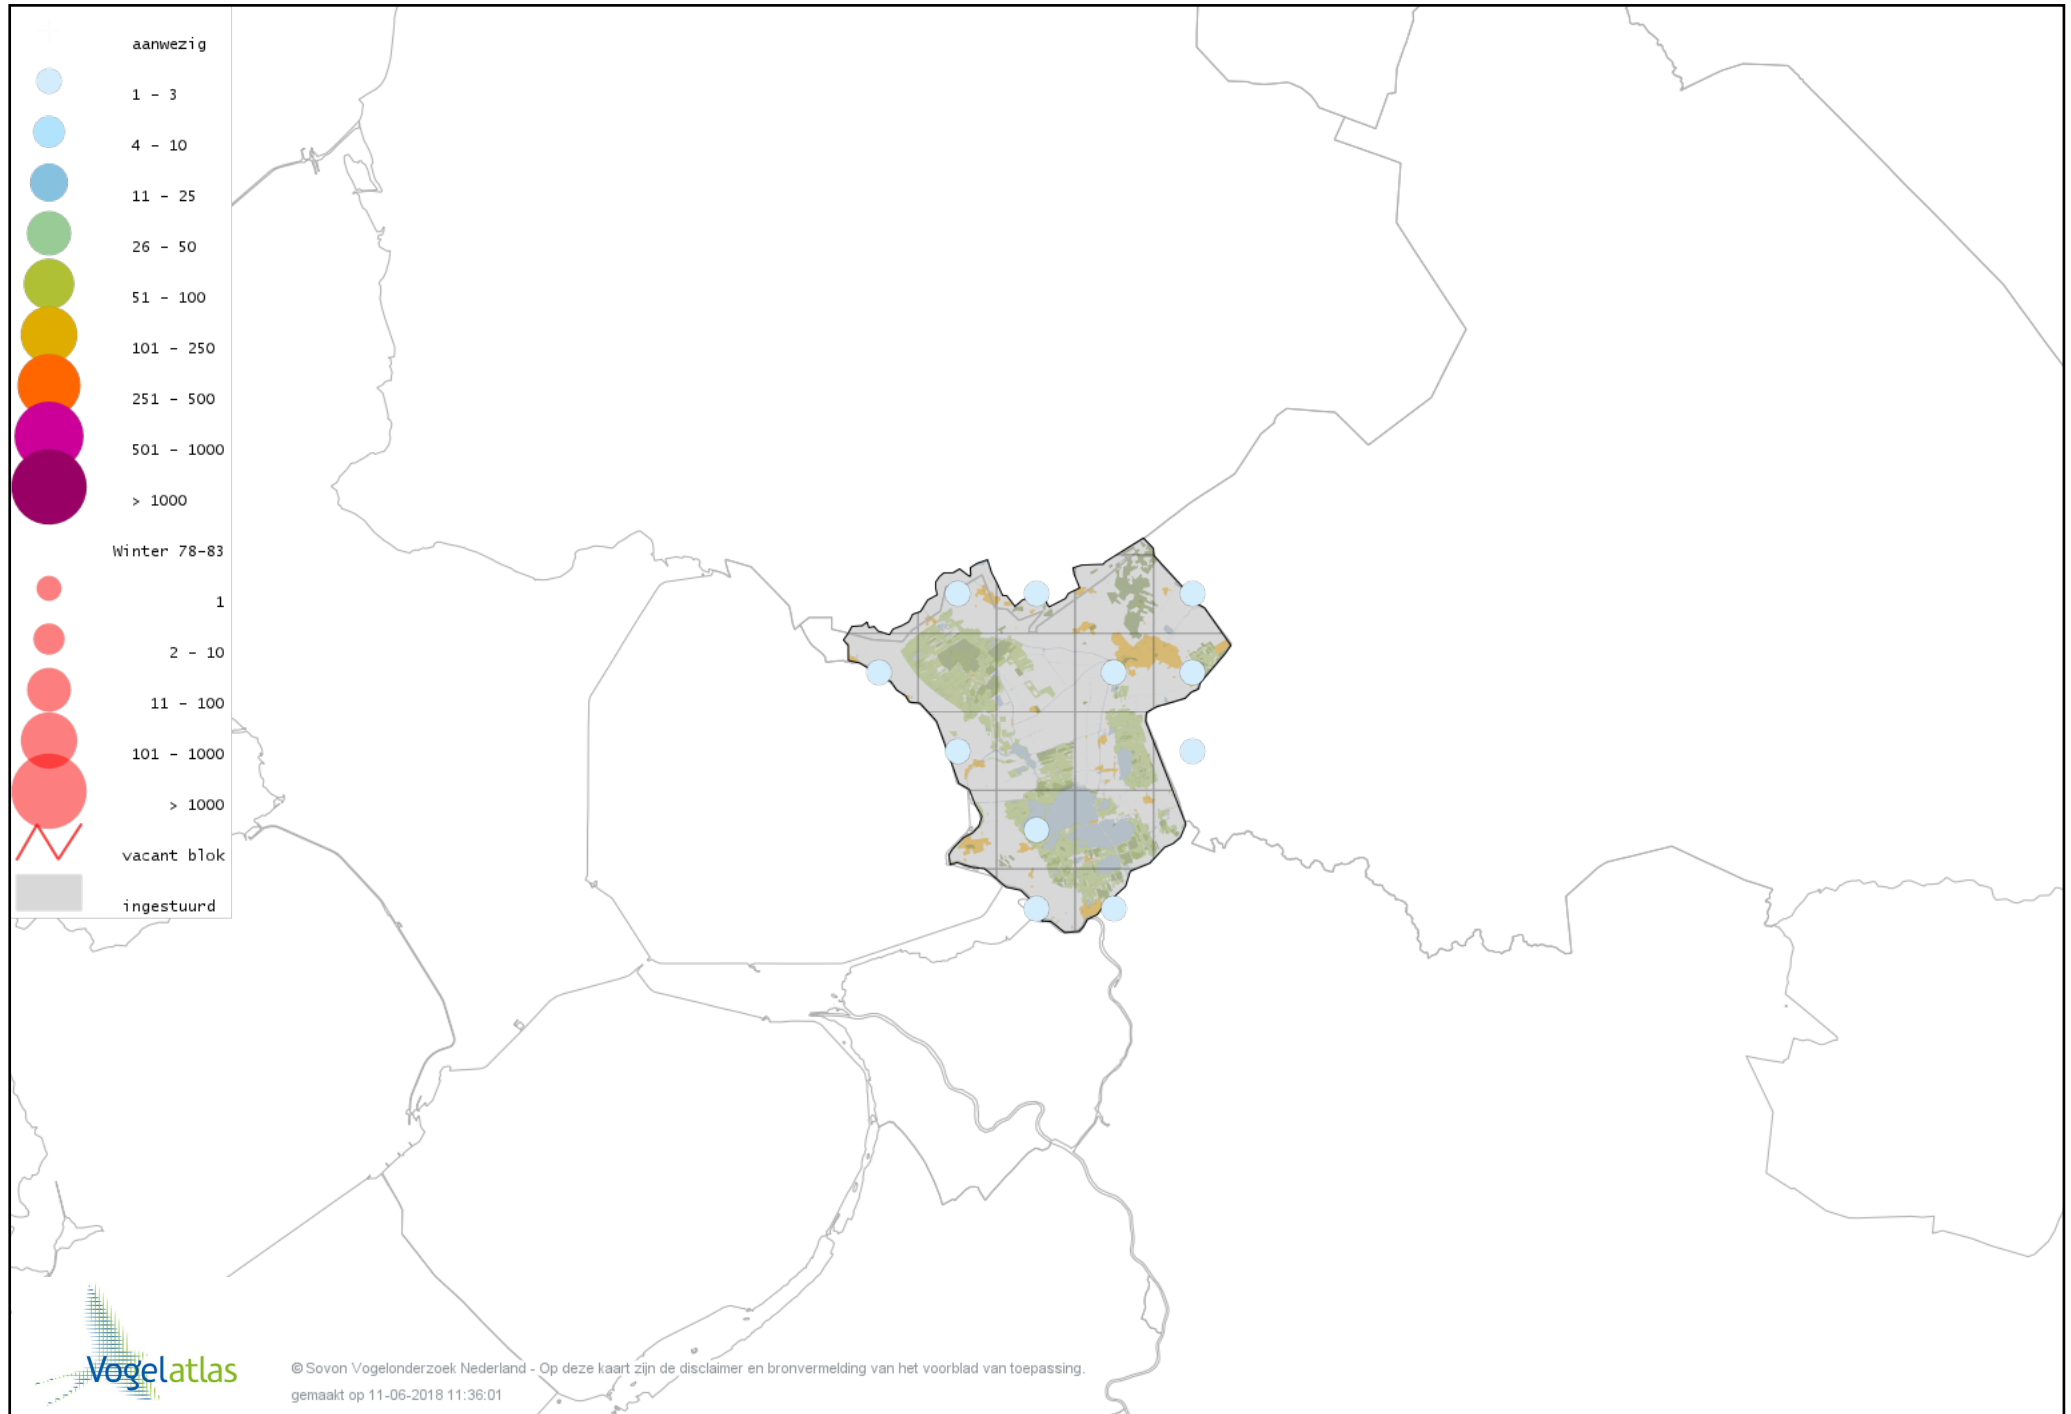 aanwezig
1 - 3
4 - 10
11 - 25
26 - 50
51 - 100
101 - 250
251 - 500
501 - 1000
> 1000
Winter 78-83
1
2 - 10
11 - 100
101 - 1000
> 1000
vacant blok
ingestuurd
Vogelatlas
© Sovon Vogelonderzoek Nederland - Op deze kaart zijn de disclaimer en bronvermelding van het voorblad van toepassing.
gemaakt op 11-06-2018 11:36:01